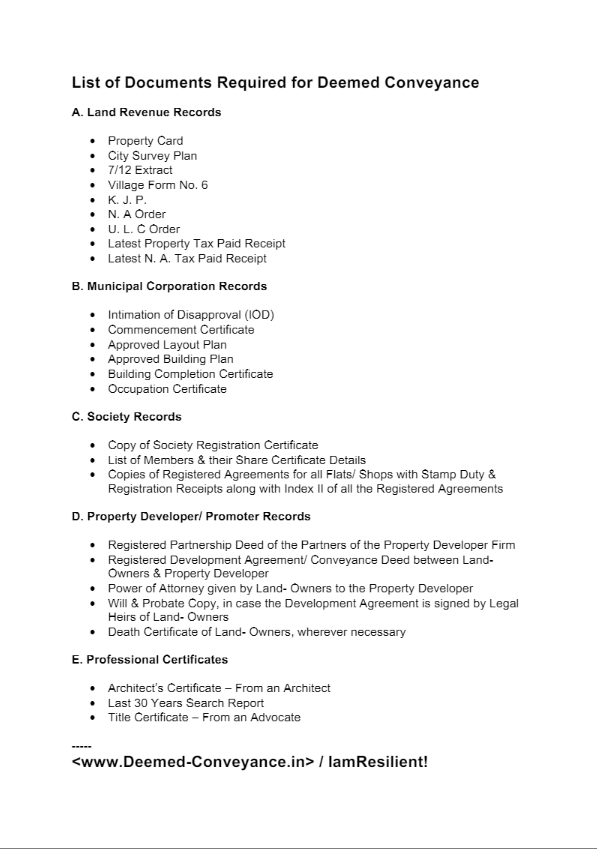 List of Documents Required for Deemed Conveyance
A. Land Revenue Records
• Property Card
• City Survey Plan
• 7/12 Extract
• Village Form No. 6
• K. J. P.
• N. A Order
• U. L. C Order
• Latest Property Tax Paid Receipt
• Latest N. A. Tax Paid Receipt
B. Municipal Corporation Records
• Intimation of Disapproval (IOD)
• Commencement Certificate
• Approved Layout Plan
• Approved Building Plan
• Building Completion Certificate
• Occupation Certificate
C. Society Records
• Copy of Society Registration Certificate
• List of Members & their Share Certificate Details
• Copies of Registered Agreements for all Flats/ Shops with Stamp Duty &
Registration Receipts along with Index II of all the Registered Agreements
D. Property Developer/ Promoter Records
• Registered Partnership Deed of the Partners of the Property Developer Firm
• Registered Development Agreement/ Conveyance Deed between Land-
Owners & Property Developer
• Power of Attorney given by Land- Owners to the Property Developer
• Will & Probate Copy, in case the Development Agreement is signed by Legal
Heirs of Land- Owners
• Death Certificate of Land- Owners, wherever necessary
E. Professional Certificates
• Architect's Certificate – From an Architect
• Last 30 Years Search Report
• Title Certificate – From an Advocate
-----
<www.Deemed-Conveyance.in> / IamResilient!